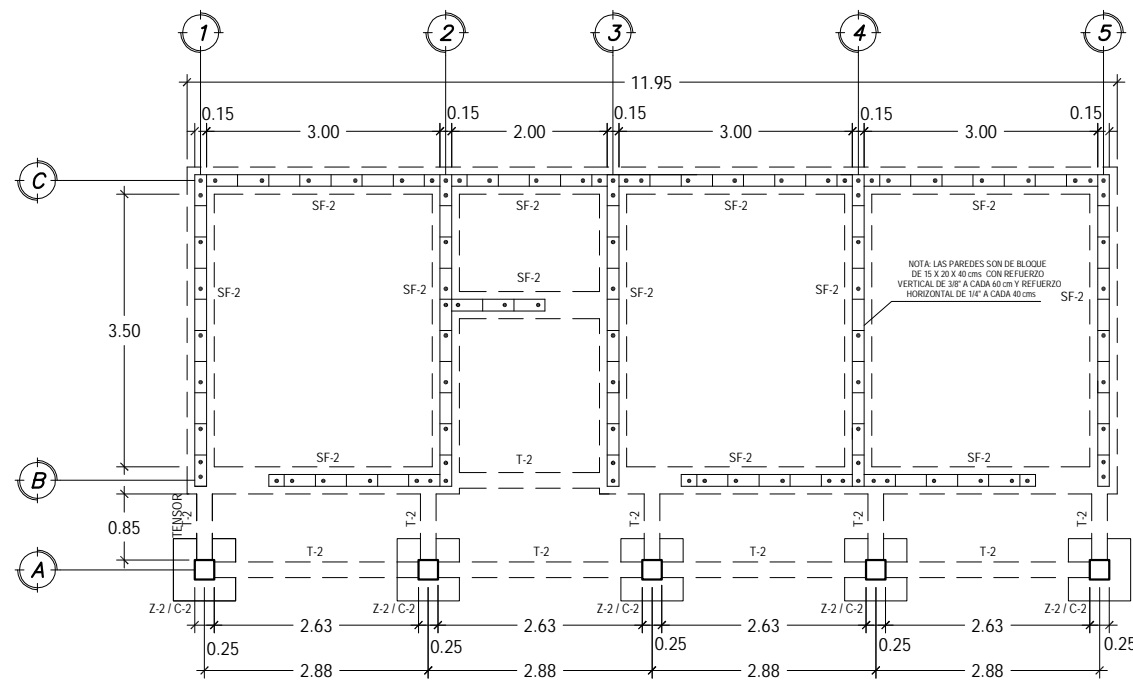 1 2 3 4 5
11.95
0.15 0.15 0.15 0.15
3.00 2.00 3.00 3.00
C
SF-2 SF-2 SF-2 SF-2
NOTA: LAS PAREDES SON DE BLOQUE
DE 15 X 20 X 40 cms CON REFUERZO
VERTICAL DE 3/8" A CADA 60 cm Y REFUERZO
HORIZONTAL DE 1/4" A CADA 40 cms
SF-2
SF-2 SF-2 SF-2 SF-2
3.50
SF-2 T-2 SF-2 SF-2
B
TENSOR
T-2 T-2 T-2 T-2 T-2
0.85
T-2 T-2 T-2 T-2
A
Z-2 / C-2 Z-2 / C-2 Z-2 / C-2 Z-2 / C-2 Z-2 / C-2
2.63 2.63 2.63 2.63
0.25 0.25 0.25 0.25 0.25
2.88 2.88 2.88 2.88